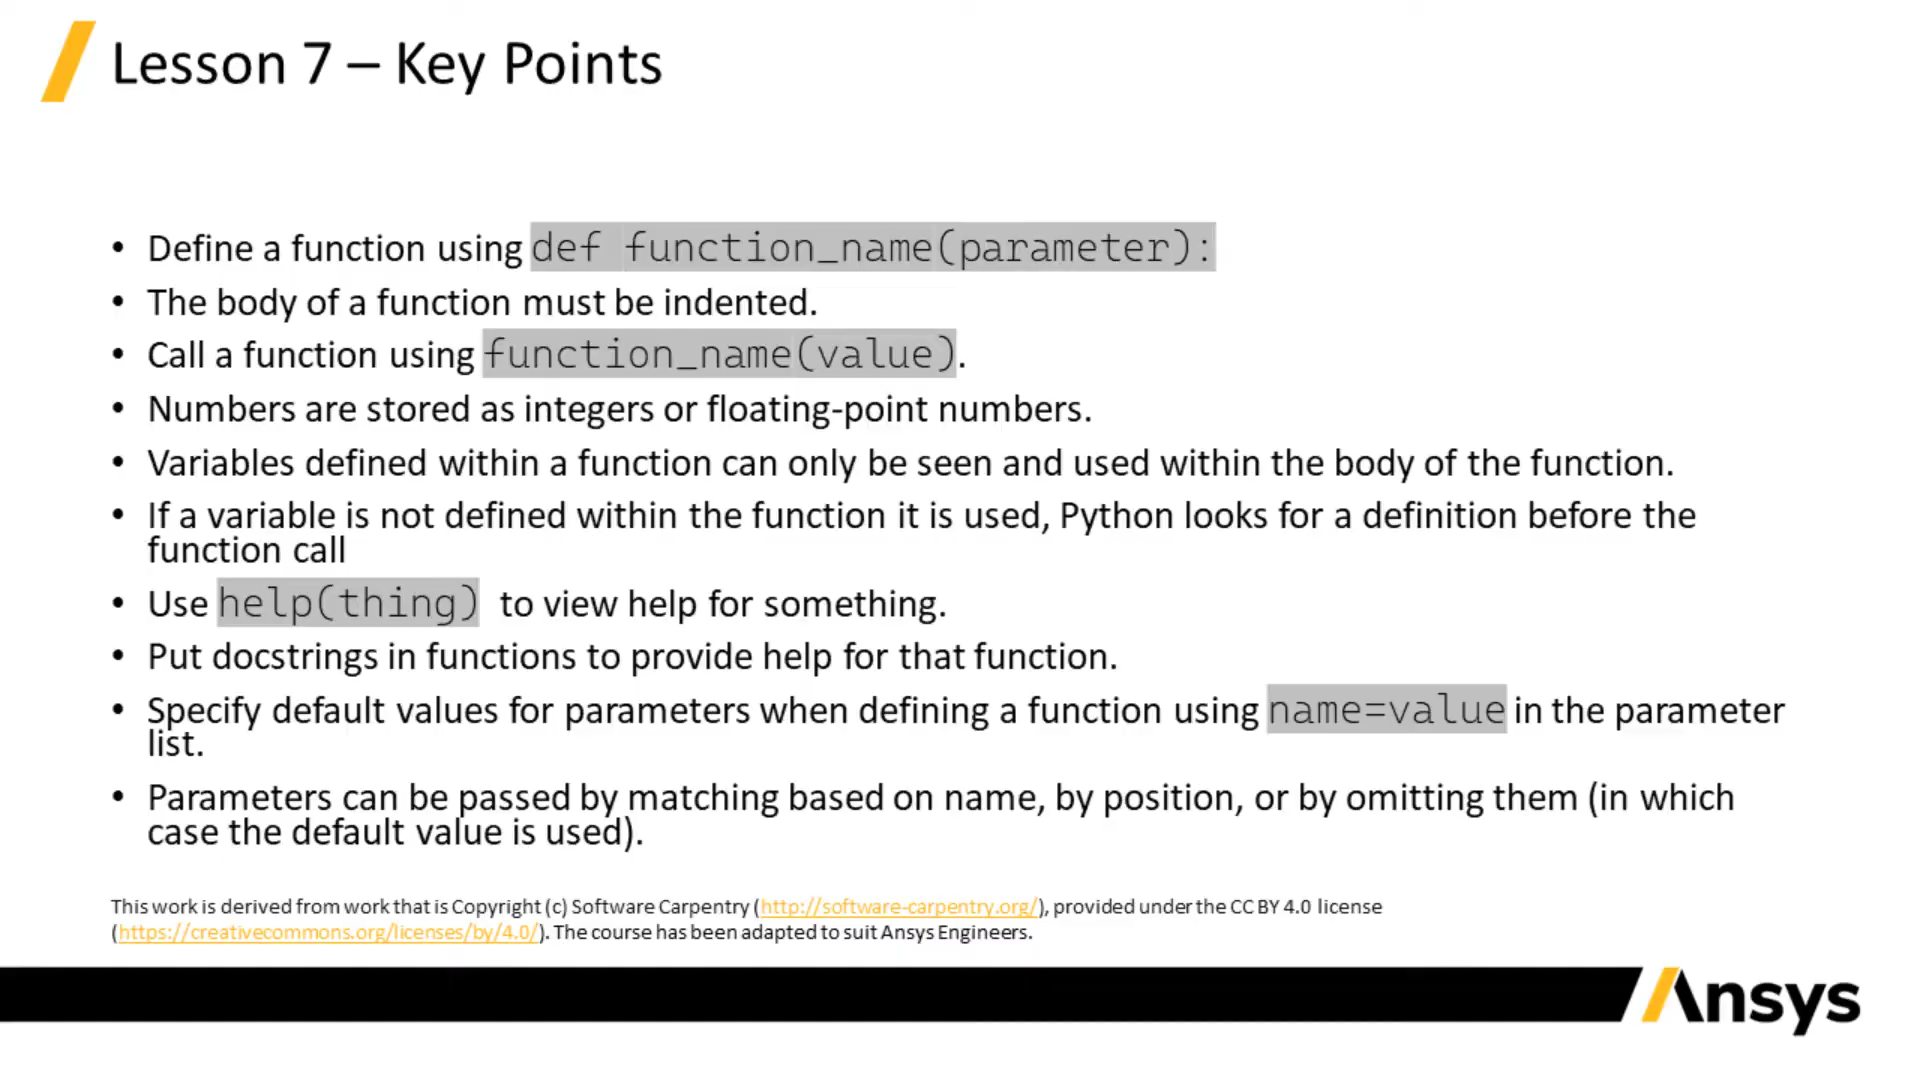 Lesson 7 – Key Points
• Define a function using def function_name(parameter):
• The body of a function must be indented.
• Call a function using function_name(value).
• Numbers are stored as integers or floating-point numbers.
• Variables defined within a function can only be seen and used within the body of the function.
• If a variable is not defined within the function it is used, Python looks for a definition before the
function call
• Use help(thing) to view help for something.
• Put docstrings in functions to provide help for that function.
• Specify default values for parameters when defining a function using name=value in the parameter
list.
• Parameters can be passed by matching based on name, by position, or by omitting them (in which
case the default value is used).
This work is derived from work that is Copyright (c) Software Carpentry (http://software-carpentry.org/), provided under the CC BY 4.0 license
(https://creativecommons.org/licenses/by/4.0/). The course has been adapted to suit Ansys Engineers.
Ansys